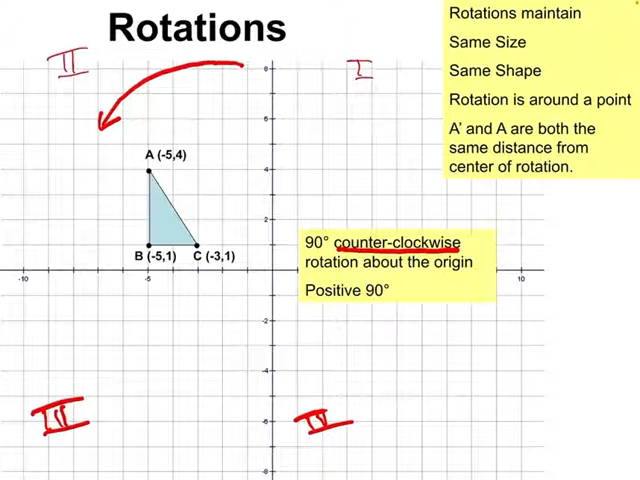 Rotations
Rotations maintain
Same Size
Same Shape
Rotation is around a point
A' and A are both the
same distance from
center of rotation.
II
I
8
6
A (-5,4)
4
2
90° counter-clockwise
rotation about the origin
Positive 90°
B (-5,1) C (-3,1)
-10
-5
5
10
-2
-4
III
IV
-6
-8